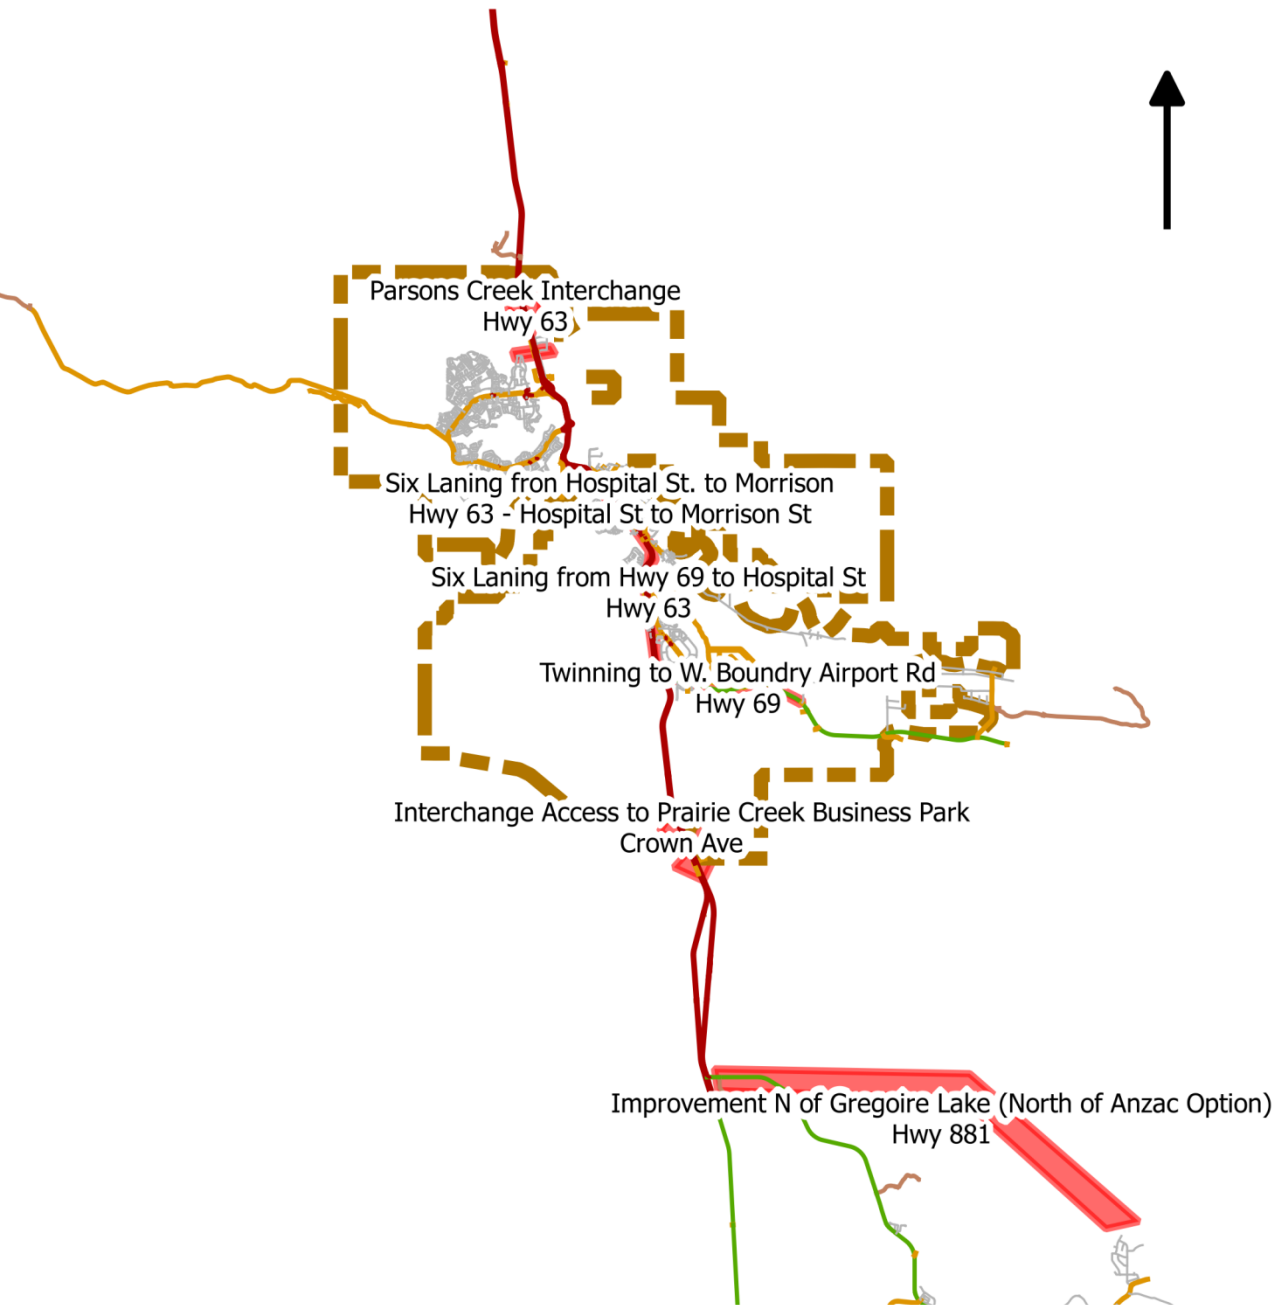 Parsons Creek Interchange
Hwy 63
Six Laning fron Hospital St. to Morrison
Hwy 63 - Hospital St to Morrison St
Six Laning from Hwy 69 to Hospital St
Hwy 63
Twinning to W. Boundry Airport Rd
Hwy 69
Interchange Access to Prairie Creek Business Park
Crown Ave
Improvement N of Gregoire Lake (North of Anzac Option)
Hwy 881